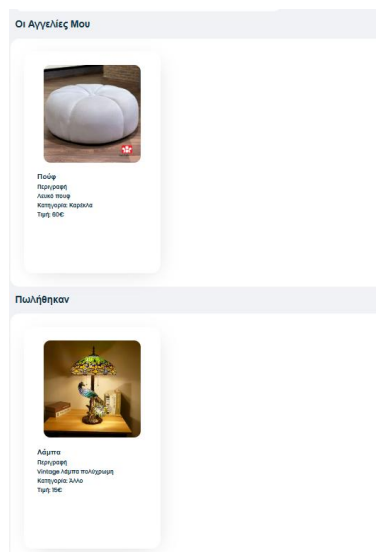 Οι Αγγελίες Μου
Πούφ
Περιγραφή
Λευκό πουφ
Κατηγορία: Καρέκλα
Τιμή: 60€
Πωλήθηκαν
Λάμπα
Περιγραφή
Vintage λάμπα πολύχρωμη
Κατηγορία: Άλλο
Τιμή: 15€